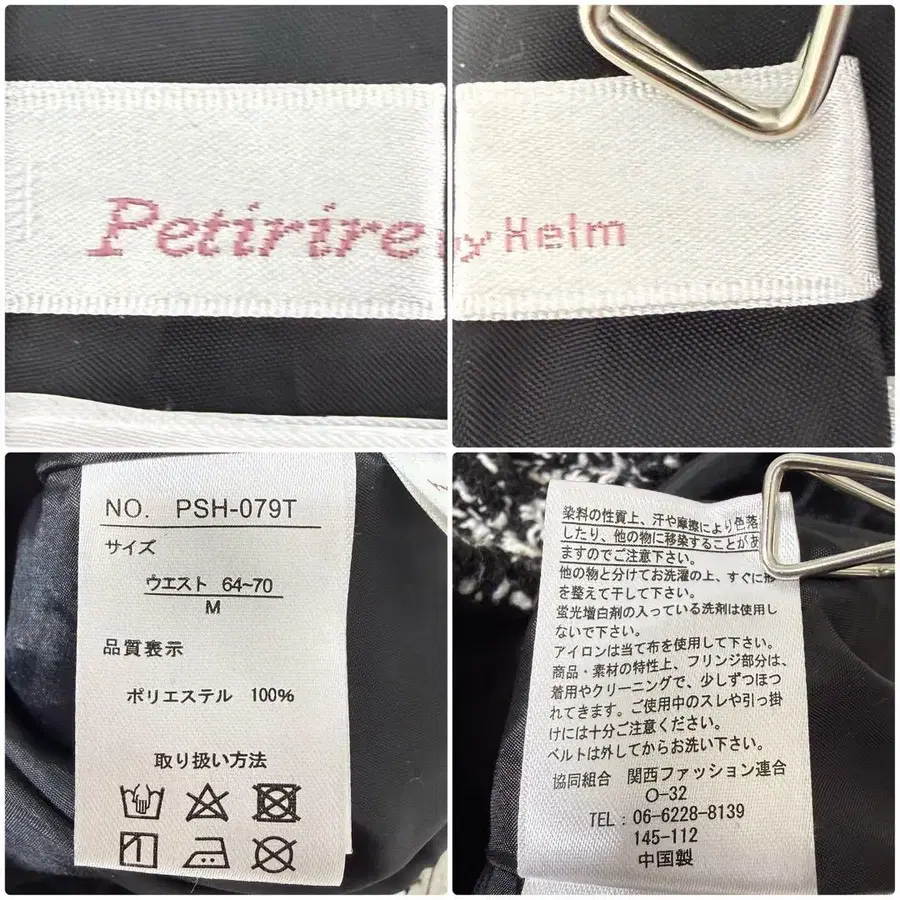 Petirire
by Helm
NO. PSH-079T
サイズ
ウエスト 64~70
M
品質表示
ポリエステル 100%
取り扱い方法
染料の性質上、汗や摩擦により色落
したり、他の物に移染することがあ
ますのでご注意下さい。
他の物と分けてお洗濯の上、すぐに形
を整えて干して下さい。
蛍光増白剤の入っている洗剤は使用し
ないで下さい。
アイロンは当て布を使用して下さい。
商品・素材の特性上、フリンジ部分は、
着用やクリーニングで、少しずつほつ
れてきます。ご使用中のスレや引っ掛
けには十分ご注意ください。
ベルトは外してからお洗い下さい。
協同組合 関西ファッション連合
O-32
TEL：06-6228-8139
145-112
中国製